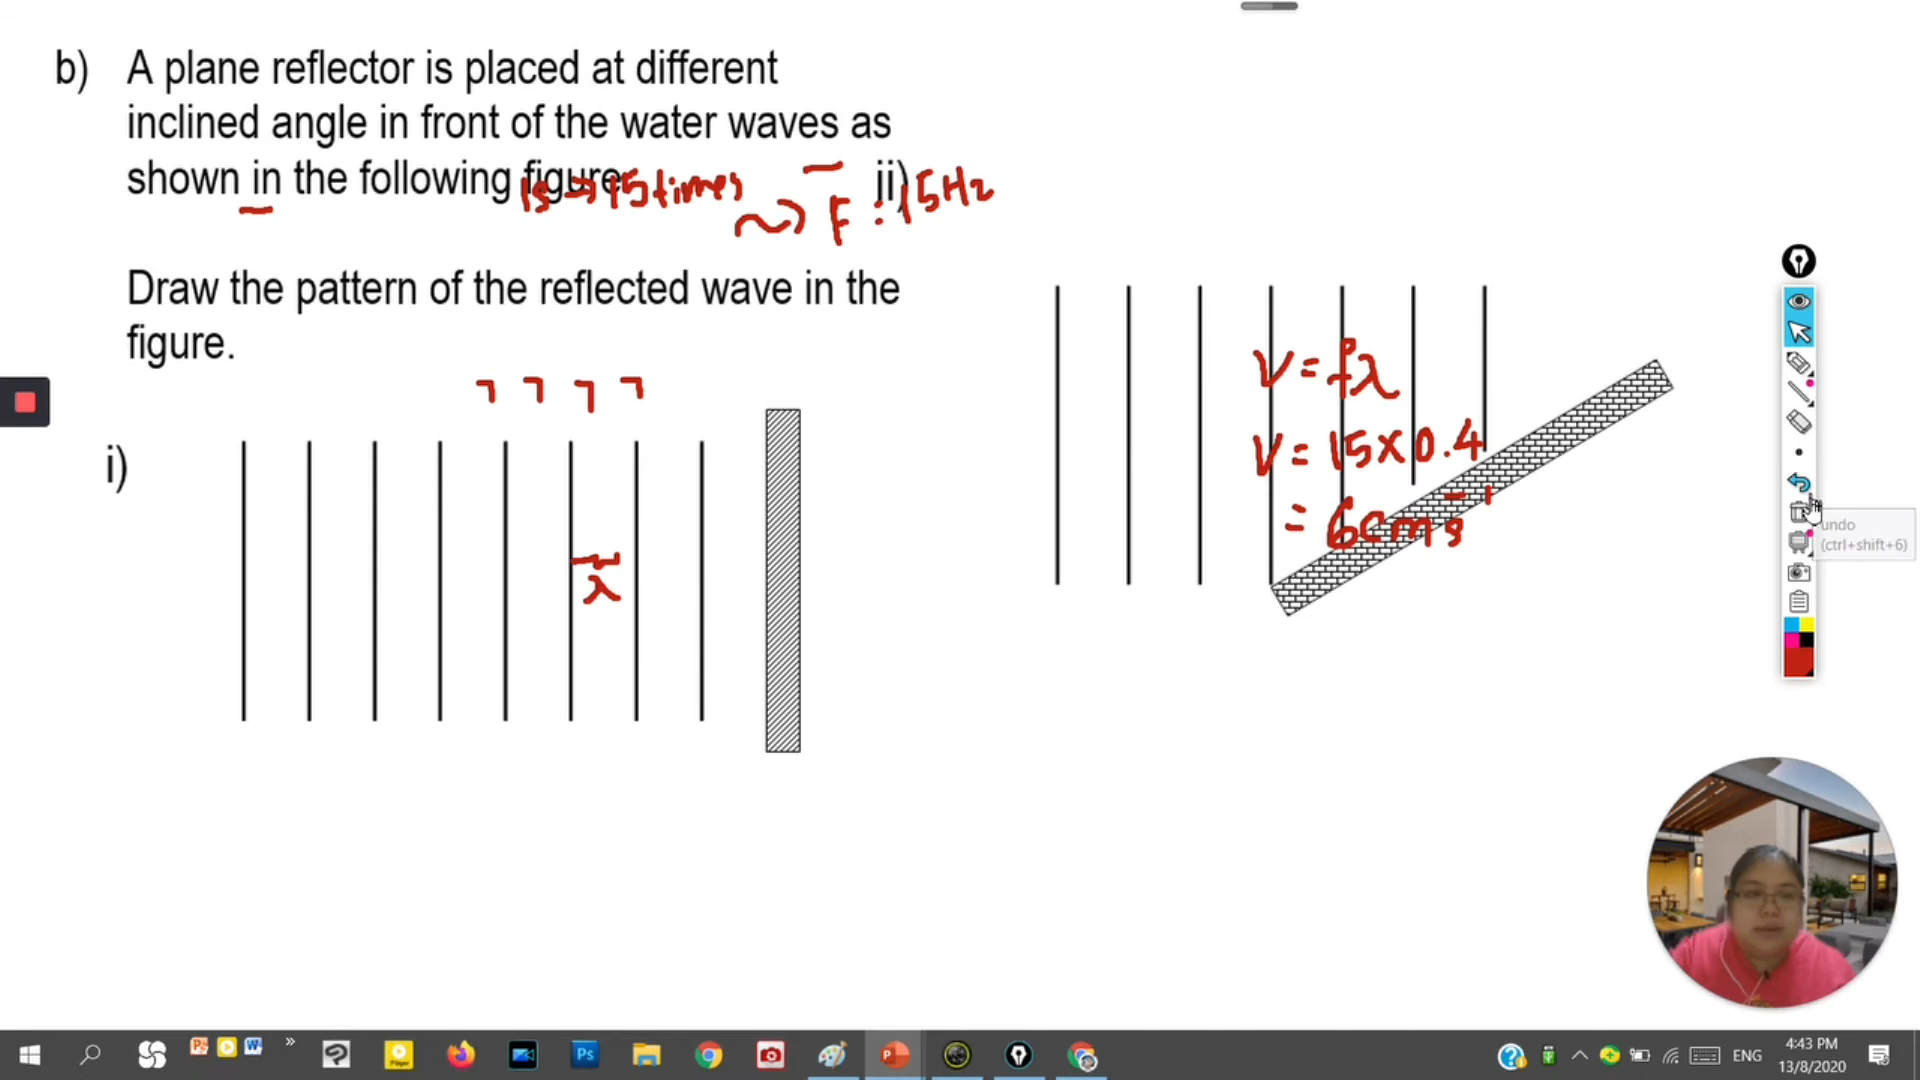 b) A plane reflector is placed at different
inclined angle in front of the water waves as
shown in the following figure
1s → 15 times
F : 15Hz
ii)
Draw the pattern of the reflected wave in the
figure.
i)
λ
V = fλ
V = 15 × 0.4
= 6cms⁻¹
undo
(ctrl+shift+6)
Ps
ENG
4:43 PM
13/8/2020